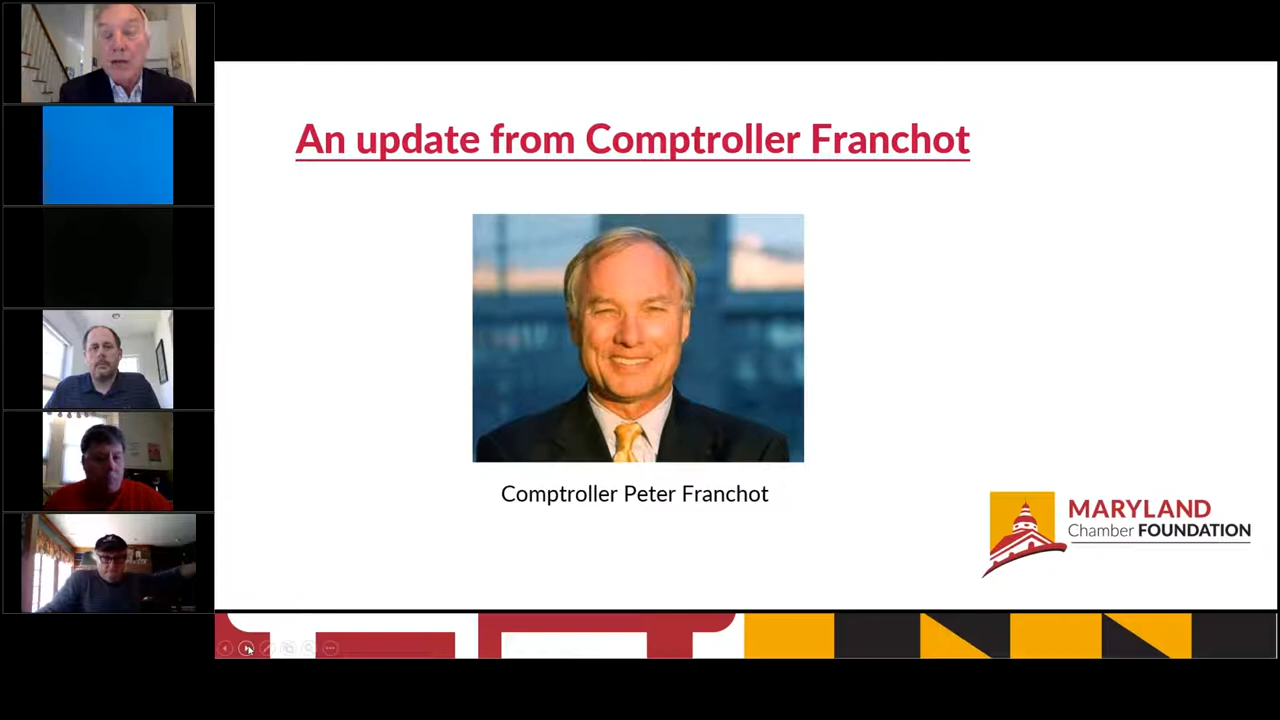 An update from Comptroller Franchot
Comptroller Peter Franchot
MARYLAND
Chamber FOUNDATION